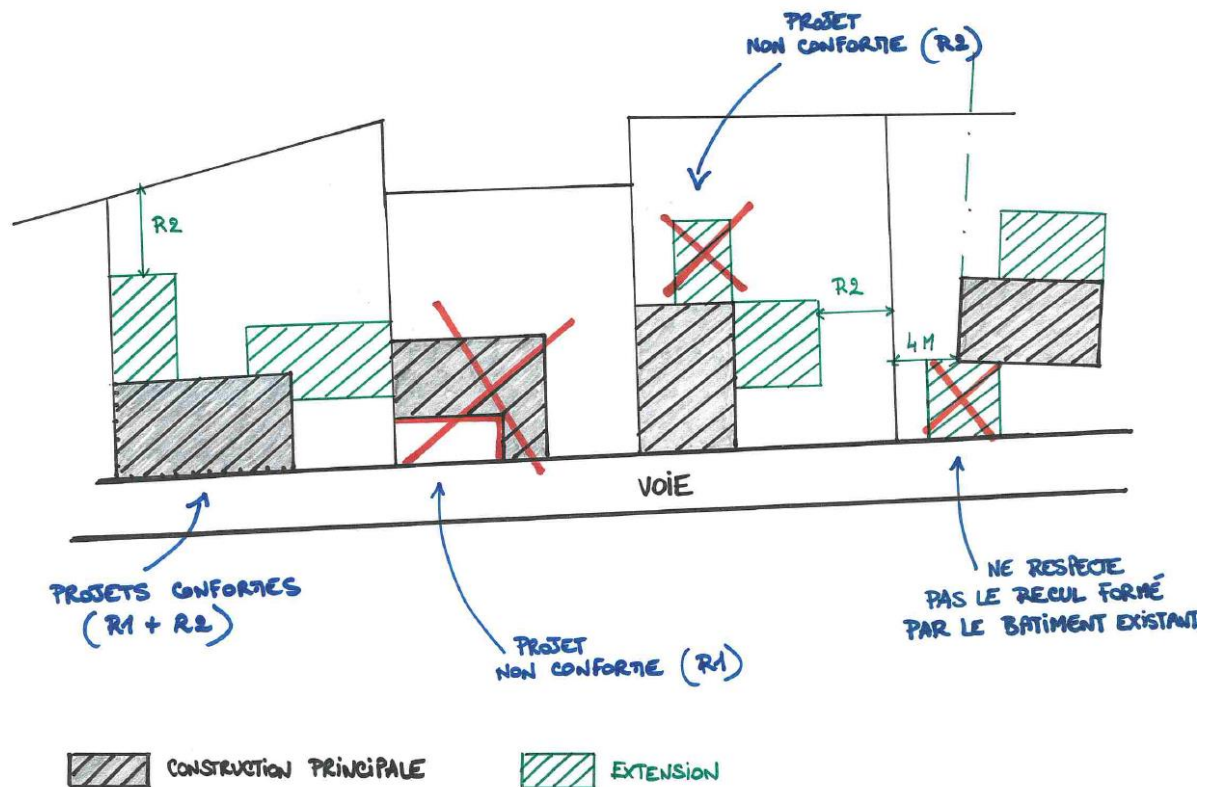 PROJET
NON CONFORME (R2)
R2
R2
4 M
VOIE
PROJETS CONFORMES
(R1 + R2)
PROJET
NON CONFORME (R1)
NE RESPECTE
PAS LE RECUL FORMÉ
PAR LE BÂTIMENT EXISTANT
CONSTRUCTION PRINCIPALE
EXTENSION